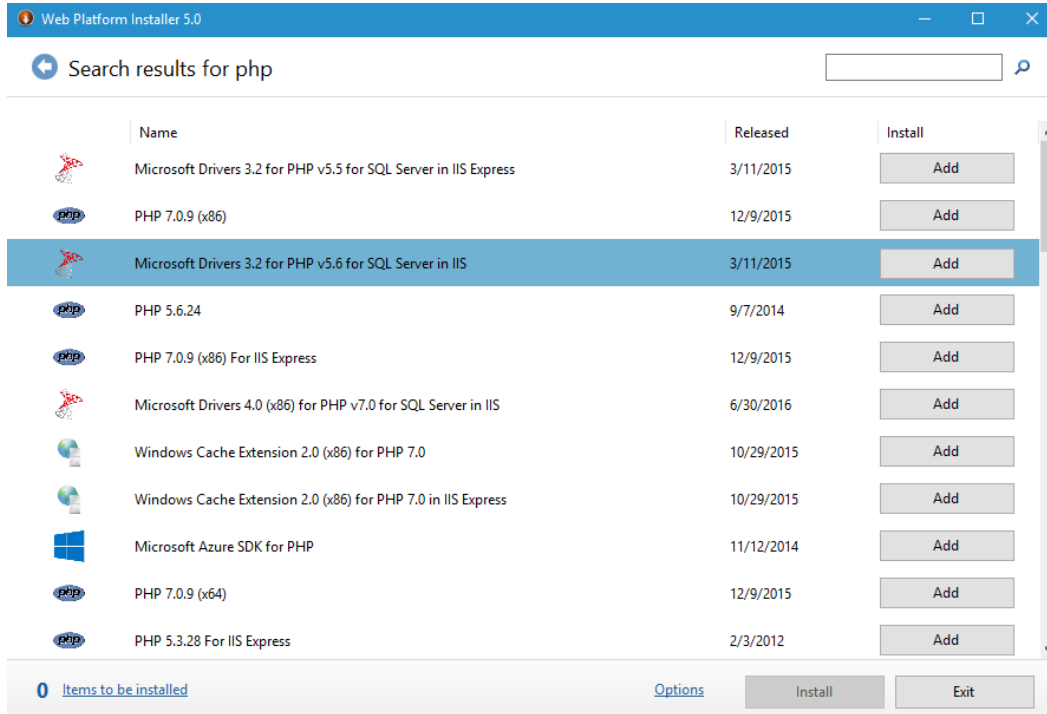 Web Platform Installer 5.0
Search results for php
Name Released Install
Microsoft Drivers 3.2 for PHP v5.5 for SQL Server in IIS Express 3/11/2015 Add
php PHP 7.0.9 (x86) 12/9/2015 Add
Microsoft Drivers 3.2 for PHP v5.6 for SQL Server in IIS 3/11/2015 Add
php PHP 5.6.24 9/7/2014 Add
php PHP 7.0.9 (x86) For IIS Express 12/9/2015 Add
Microsoft Drivers 4.0 (x86) for PHP v7.0 for SQL Server in IIS 6/30/2016 Add
Windows Cache Extension 2.0 (x86) for PHP 7.0 10/29/2015 Add
Windows Cache Extension 2.0 (x86) for PHP 7.0 in IIS Express 10/29/2015 Add
Microsoft Azure SDK for PHP 11/12/2014 Add
php PHP 7.0.9 (x64) 12/9/2015 Add
php PHP 5.3.28 For IIS Express 2/3/2012 Add
0 Items to be installed Options Install Exit